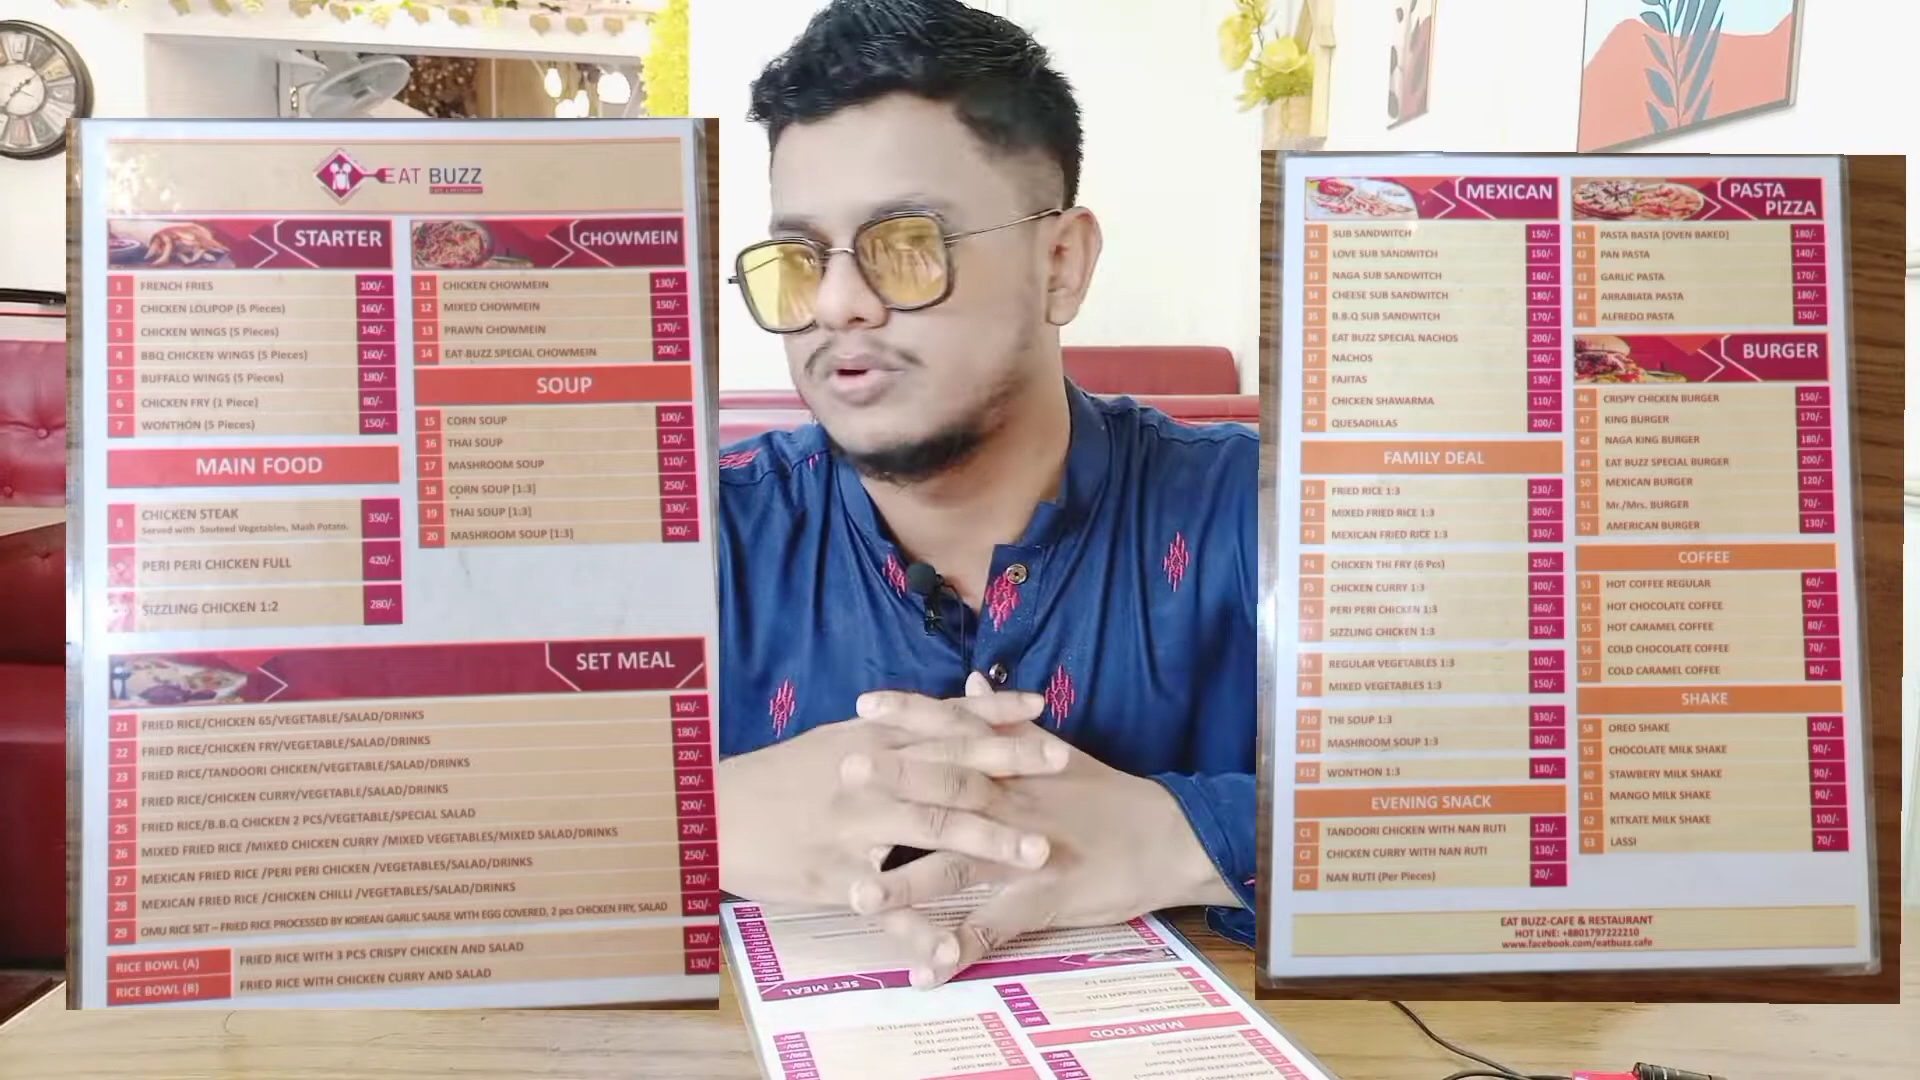 EAT BUZZ
STARTER
1 FRENCH FRIES 100/-
2 CHICKEN LOLIPOP (5 Pieces) 160/-
3 CHICKEN WINGS (5 Pieces) 140/-
4 BBQ CHICKEN WINGS (5 Pieces) 160/-
5 BUFFALO WINGS (5 Pieces) 180/-
6 CHICKEN FRY (1 Piece) 80/-
7 WONTHON (5 Pieces) 150/-
MAIN FOOD
8 CHICKEN STEAK 350/-
Served with Sauteed Vegetables, Mash Potato.
PERI PERI CHICKEN FULL 420/-
SIZZLING CHICKEN 1:2 280/-
CHOWMEIN
11 CHICKEN CHOWMEIN 130/-
12 MIXED CHOWMEIN 150/-
13 PRAWN CHOWMEIN 170/-
14 EAT BUZZ SPECIAL CHOWMEIN 200/-
SOUP
15 CORN SOUP 100/-
16 THAI SOUP 120/-
17 MASHROOM SOUP 110/-
18 CORN SOUP [1:3] 250/-
19 THAI SOUP [1:3] 330/-
20 MASHROOM SOUP [1:3] 300/-
SET MEAL
21 FRIED RICE/CHICKEN 65/VEGETABLE/SALAD/DRINKS 160/-
22 FRIED RICE/CHICKEN FRY/VEGETABLE/SALAD/DRINKS 180/-
23 FRIED RICE/TANDOORI CHICKEN/VEGETABLE/SALAD/DRINKS 220/-
24 FRIED RICE/CHICKEN CURRY/VEGETABLE/SALAD/DRINKS 200/-
25 FRIED RICE/B.B.Q CHICKEN 2 PCS/VEGETABLE/SPECIAL SALAD 200/-
26 MIXED FRIED RICE /MIXED CHICKEN CURRY /MIXED VEGETABLES/MIXED SALAD/DRINKS 270/-
27 MEXICAN FRIED RICE /PERI PERI CHICKEN /VEGETABLES/SALAD/DRINKS 250/-
28 MEXICAN FRIED RICE /CHICKEN CHILLI /VEGETABLES/SALAD/DRINKS 210/-
29 OMU RICE SET – FRIED RICE PROCESSED BY KOREAN GARLIC SAUSE WITH EGG COVERED, 2 pcs CHICKEN FRY, SALAD 150/-
RICE BOWL (A) FRIED RICE WITH 3 PCS CRISPY CHICKEN AND SALAD 120/-
RICE BOWL (B) FRIED RICE WITH CHICKEN CURRY AND SALAD 130/-
SET MEAL
MAIN FOOD
MEXICAN
31 SUB SANDWITCH 150/-
32 LOVE SUB SANDWITCH 150/-
33 NAGA SUB SANDWITCH 160/-
34 CHEESE SUB SANDWITCH 180/-
35 B.B.Q SUB SANDWITCH 170/-
36 EAT BUZZ SPECIAL NACHOS 200/-
37 NACHOS 160/-
38 FAJITAS 130/-
39 CHICKEN SHAWARMA 110/-
40 QUESADILLAS 200/-
FAMILY DEAL
F1 FRIED RICE 1:3 230/-
F2 MIXED FRIED RICE 1:3 300/-
F3 MEXICAN FRIED RICE 1:3 330/-
F4 CHICKEN THI FRY (6 Pcs) 250/-
F5 CHICKEN CURRY 1:3 300/-
F6 PERI PERI CHICKEN 1:3 360/-
F7 SIZZLING CHICKEN 1:3 330/-
F8 REGULAR VEGETABLES 1:3 100/-
F9 MIXED VEGETABLES 1:3 150/-
F10 THI SOUP 1:3 330/-
F11 MASHROOM SOUP 1:3 300/-
F12 WONTHON 1:3 180/-
EVENING SNACK
C1 TANDOORI CHICKEN WITH NAN RUTI 120/-
C2 CHICKEN CURRY WITH NAN RUTI 130/-
C3 NAN RUTI (Per Pieces) 20/-
PASTA
PIZZA
41 PASTA BASTA [OVEN BAKED] 180/-
42 PAN PASTA 140/-
43 GARLIC PASTA 170/-
44 ARRABIATA PASTA 180/-
45 ALFREDO PASTA 150/-
BURGER
46 CRISPY CHICKEN BURGER 150/-
47 KING BURGER 170/-
48 NAGA KING BURGER 180/-
49 EAT BUZZ SPECIAL BURGER 200/-
50 MEXICAN BURGER 120/-
51 Mr./Mrs. BURGER 70/-
52 AMERICAN BURGER 130/-
COFFEE
53 HOT COFFEE REGULAR 60/-
54 HOT CHOCOLATE COFFEE 70/-
55 HOT CARAMEL COFFEE 80/-
56 COLD CHOCOLATE COFFEE 70/-
57 COLD CARAMEL COFFEE 80/-
SHAKE
58 OREO SHAKE 100/-
59 CHOCOLATE MILK SHAKE 90/-
60 STAWBERY MILK SHAKE 90/-
61 MANGO MILK SHAKE 90/-
62 KITKATE MILK SHAKE 100/-
63 LASSI 70/-
EAT BUZZ-CAFE & RESTAURANT
HOT LINE: +8801797222210
www.facebook.com/eatbuzz.cafe